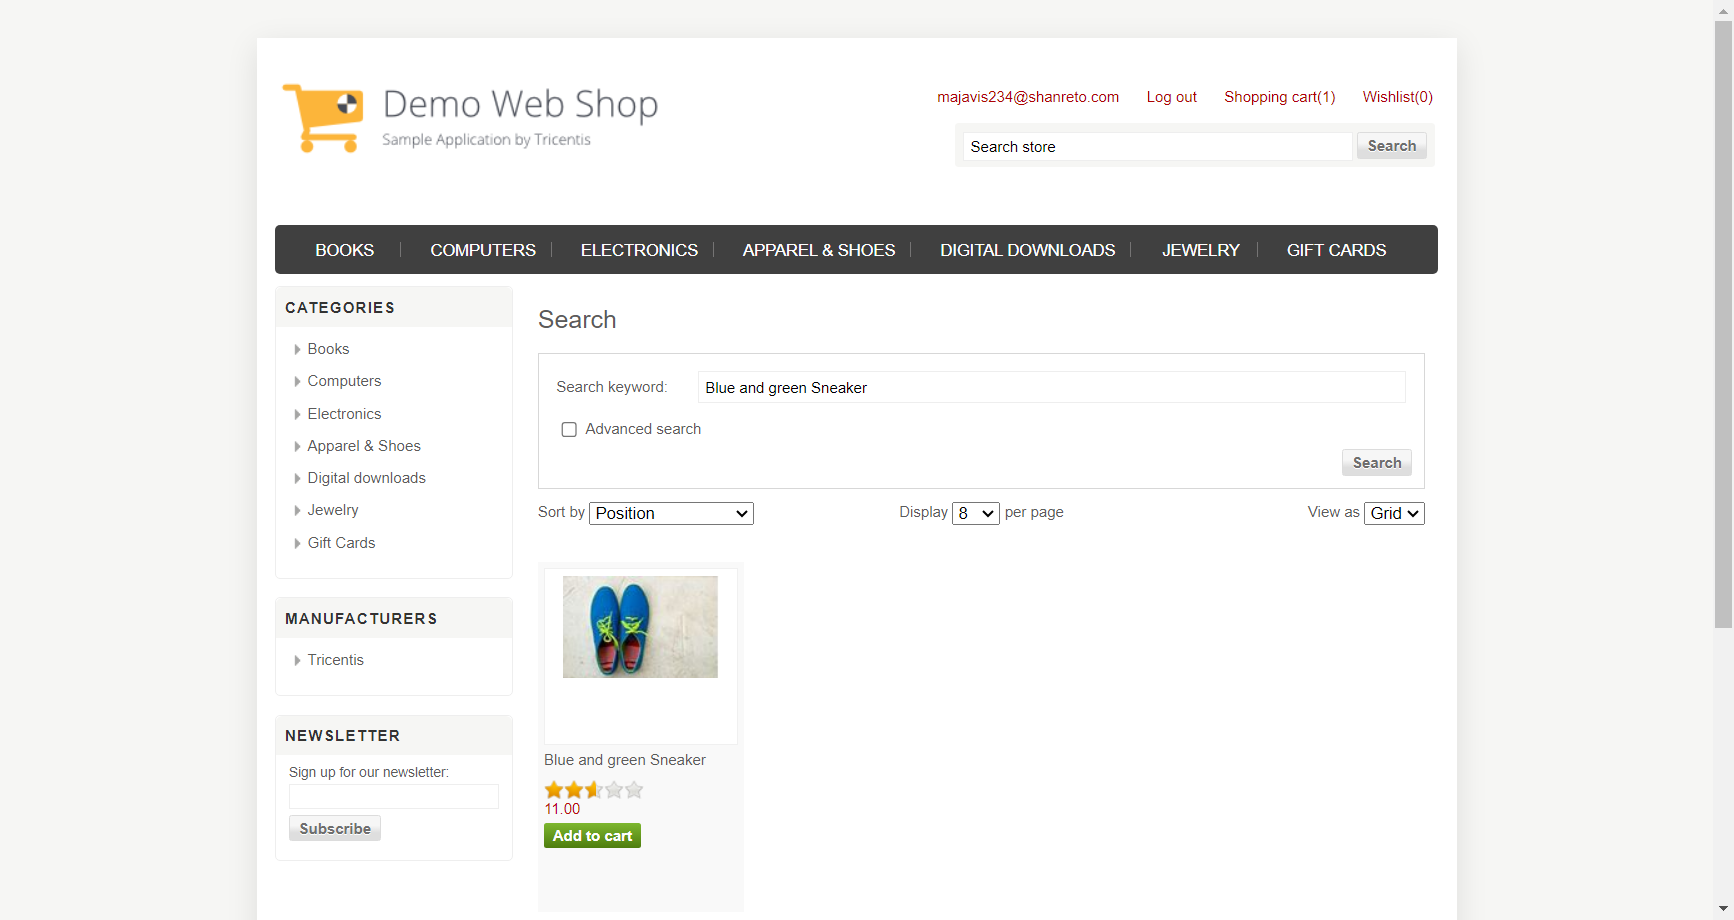 Demo Web Shop
Sample Application by Tricentis
majavis234@shanreto.com Log out Shopping cart(1) Wishlist(0)
Search store Search
BOOKS COMPUTERS ELECTRONICS APPAREL & SHOES DIGITAL DOWNLOADS JEWELRY GIFT CARDS
CATEGORIES
Books
Computers
Electronics
Apparel & Shoes
Digital downloads
Jewelry
Gift Cards
MANUFACTURERS
Tricentis
NEWSLETTER
Sign up for our newsletter:
Subscribe
Search
Search keyword: Blue and green Sneaker
Advanced search
Search
Sort by Position Display 8 per page View as Grid
Blue and green Sneaker
11.00
Add to cart